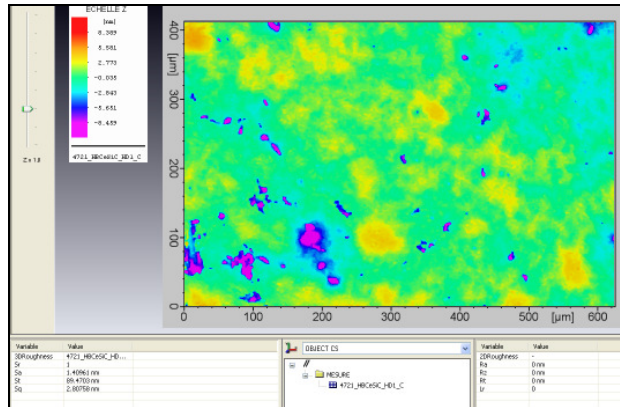 ECHELLE Z
[nm]
8.389
5.581
2.773
-0.035
-2.843
-5.651
-8.459
4721_HBCeSiC_HD1_C
Z x 1,0
[µm]
400
300
200
100
0
0
100
200
300
400
500
[µm]
600
Variable Value
3DRoughness 4721_HBCeSiC_HD...
Sr 1
Sa 1.40961 nm
St 89.4703 nm
Sq 2.80758 nm
OBJECT CS
//
MESURE
4721_HBCeSiC_HD1_C
Variable Value
2DRoughness -
Ra 0 nm
Rz 0 nm
Rt 0 nm
Lr 0